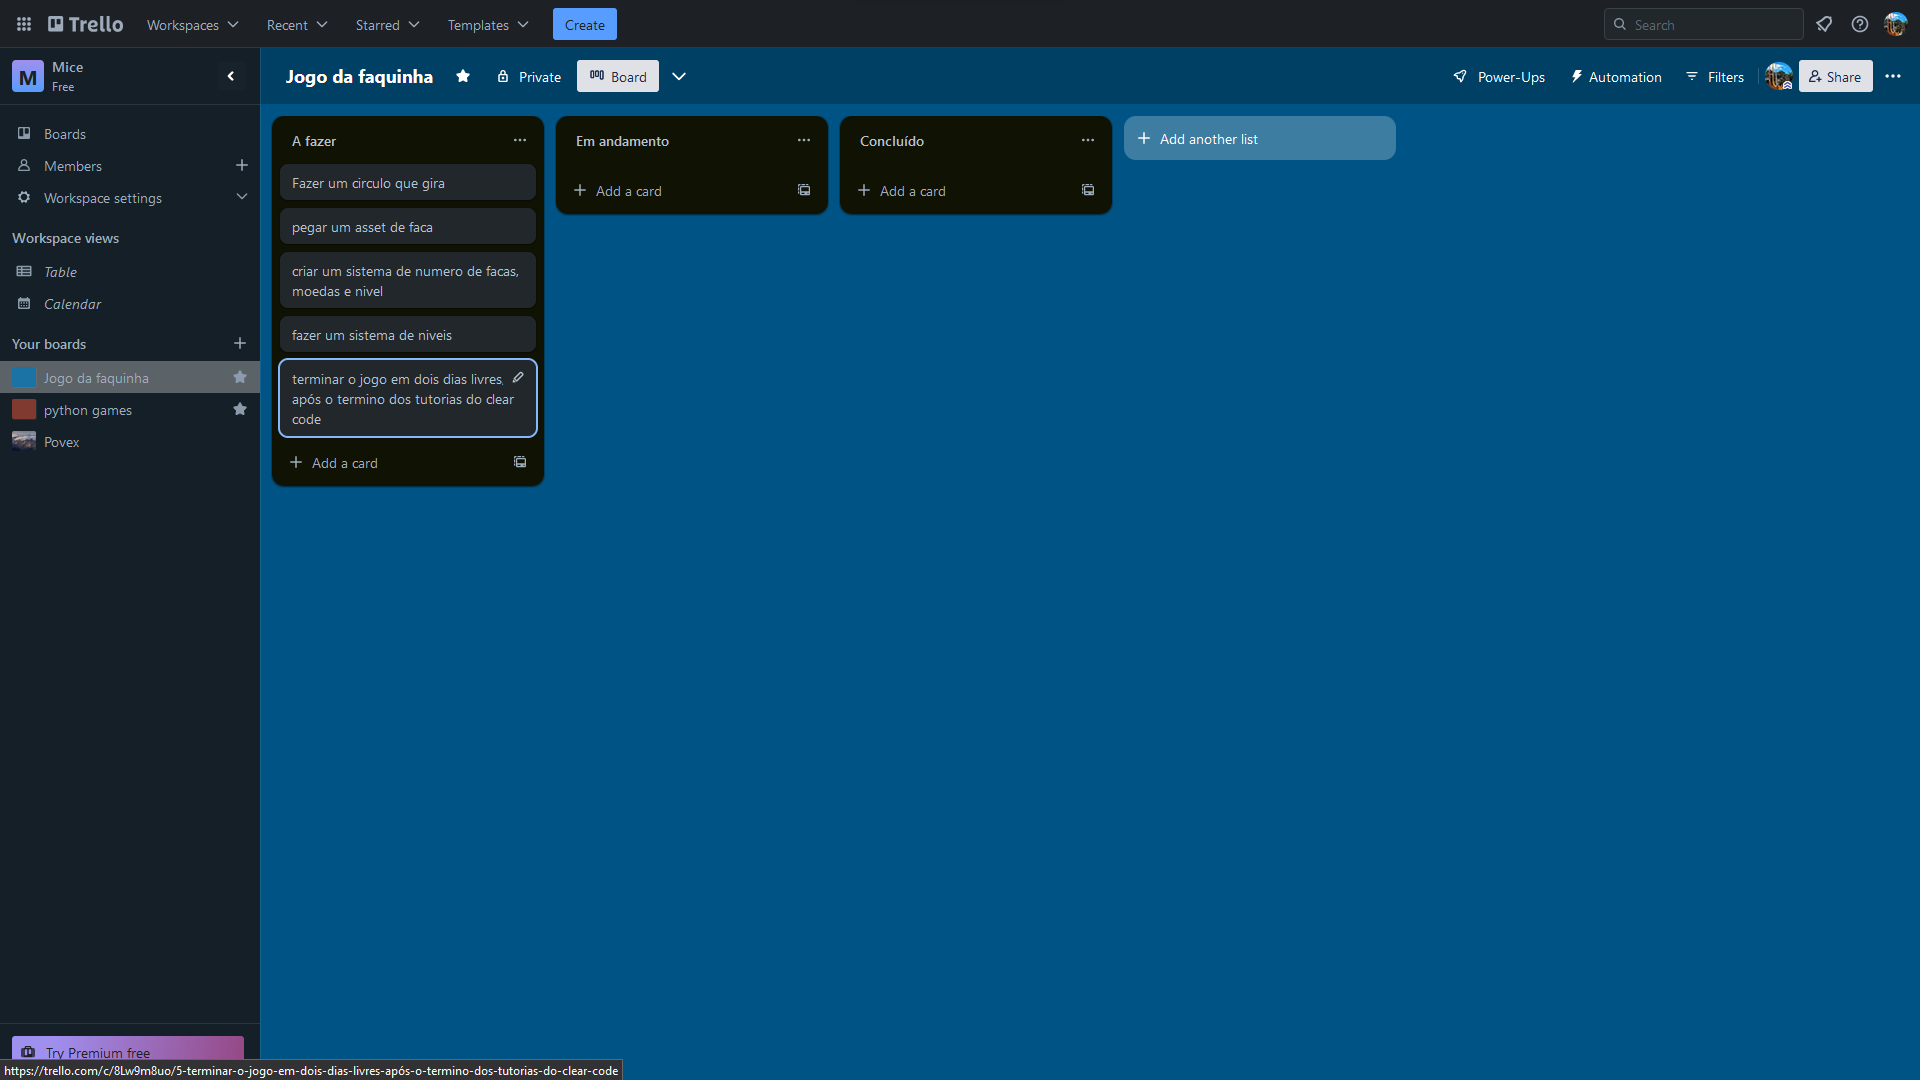 Trello
Workspaces
Recent
Starred
Templates
Create
Search
M
Mice
Free
Jogo da faquinha
Private
Board
Power-Ups
Automation
Filters
Share
Boards
Members
Workspace settings
Workspace views
Table
Calendar
Your boards
Jogo da faquinha
python games
Povex
A fazer
Fazer um circulo que gira
pegar um asset de faca
criar um sistema de numero de facas,
moedas e nivel
fazer um sistema de niveis
terminar o jogo em dois dias livres,
após o termino dos tutorias do clear
code
Add a card
Em andamento
Add a card
Concluído
Add a card
Add another list
Try Premium free
https://trello.com/c/8Lw9m8uo/5-terminar-o-jogo-em-dois-dias-livres-após-o-termino-dos-tutorias-do-clear-code